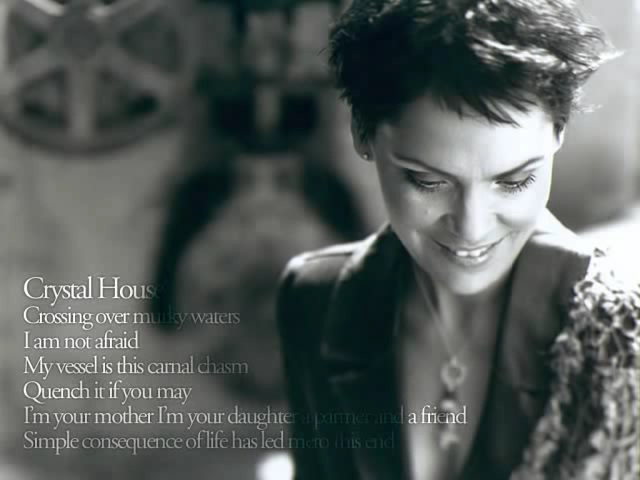 Crystal House
Crossing over murky waters
I am not afraid
My vessel is this carnal chasm
Quench it if you may
I'm your mother I'm your daughter a partner and a friend
Simple consequence of life has led me to this end